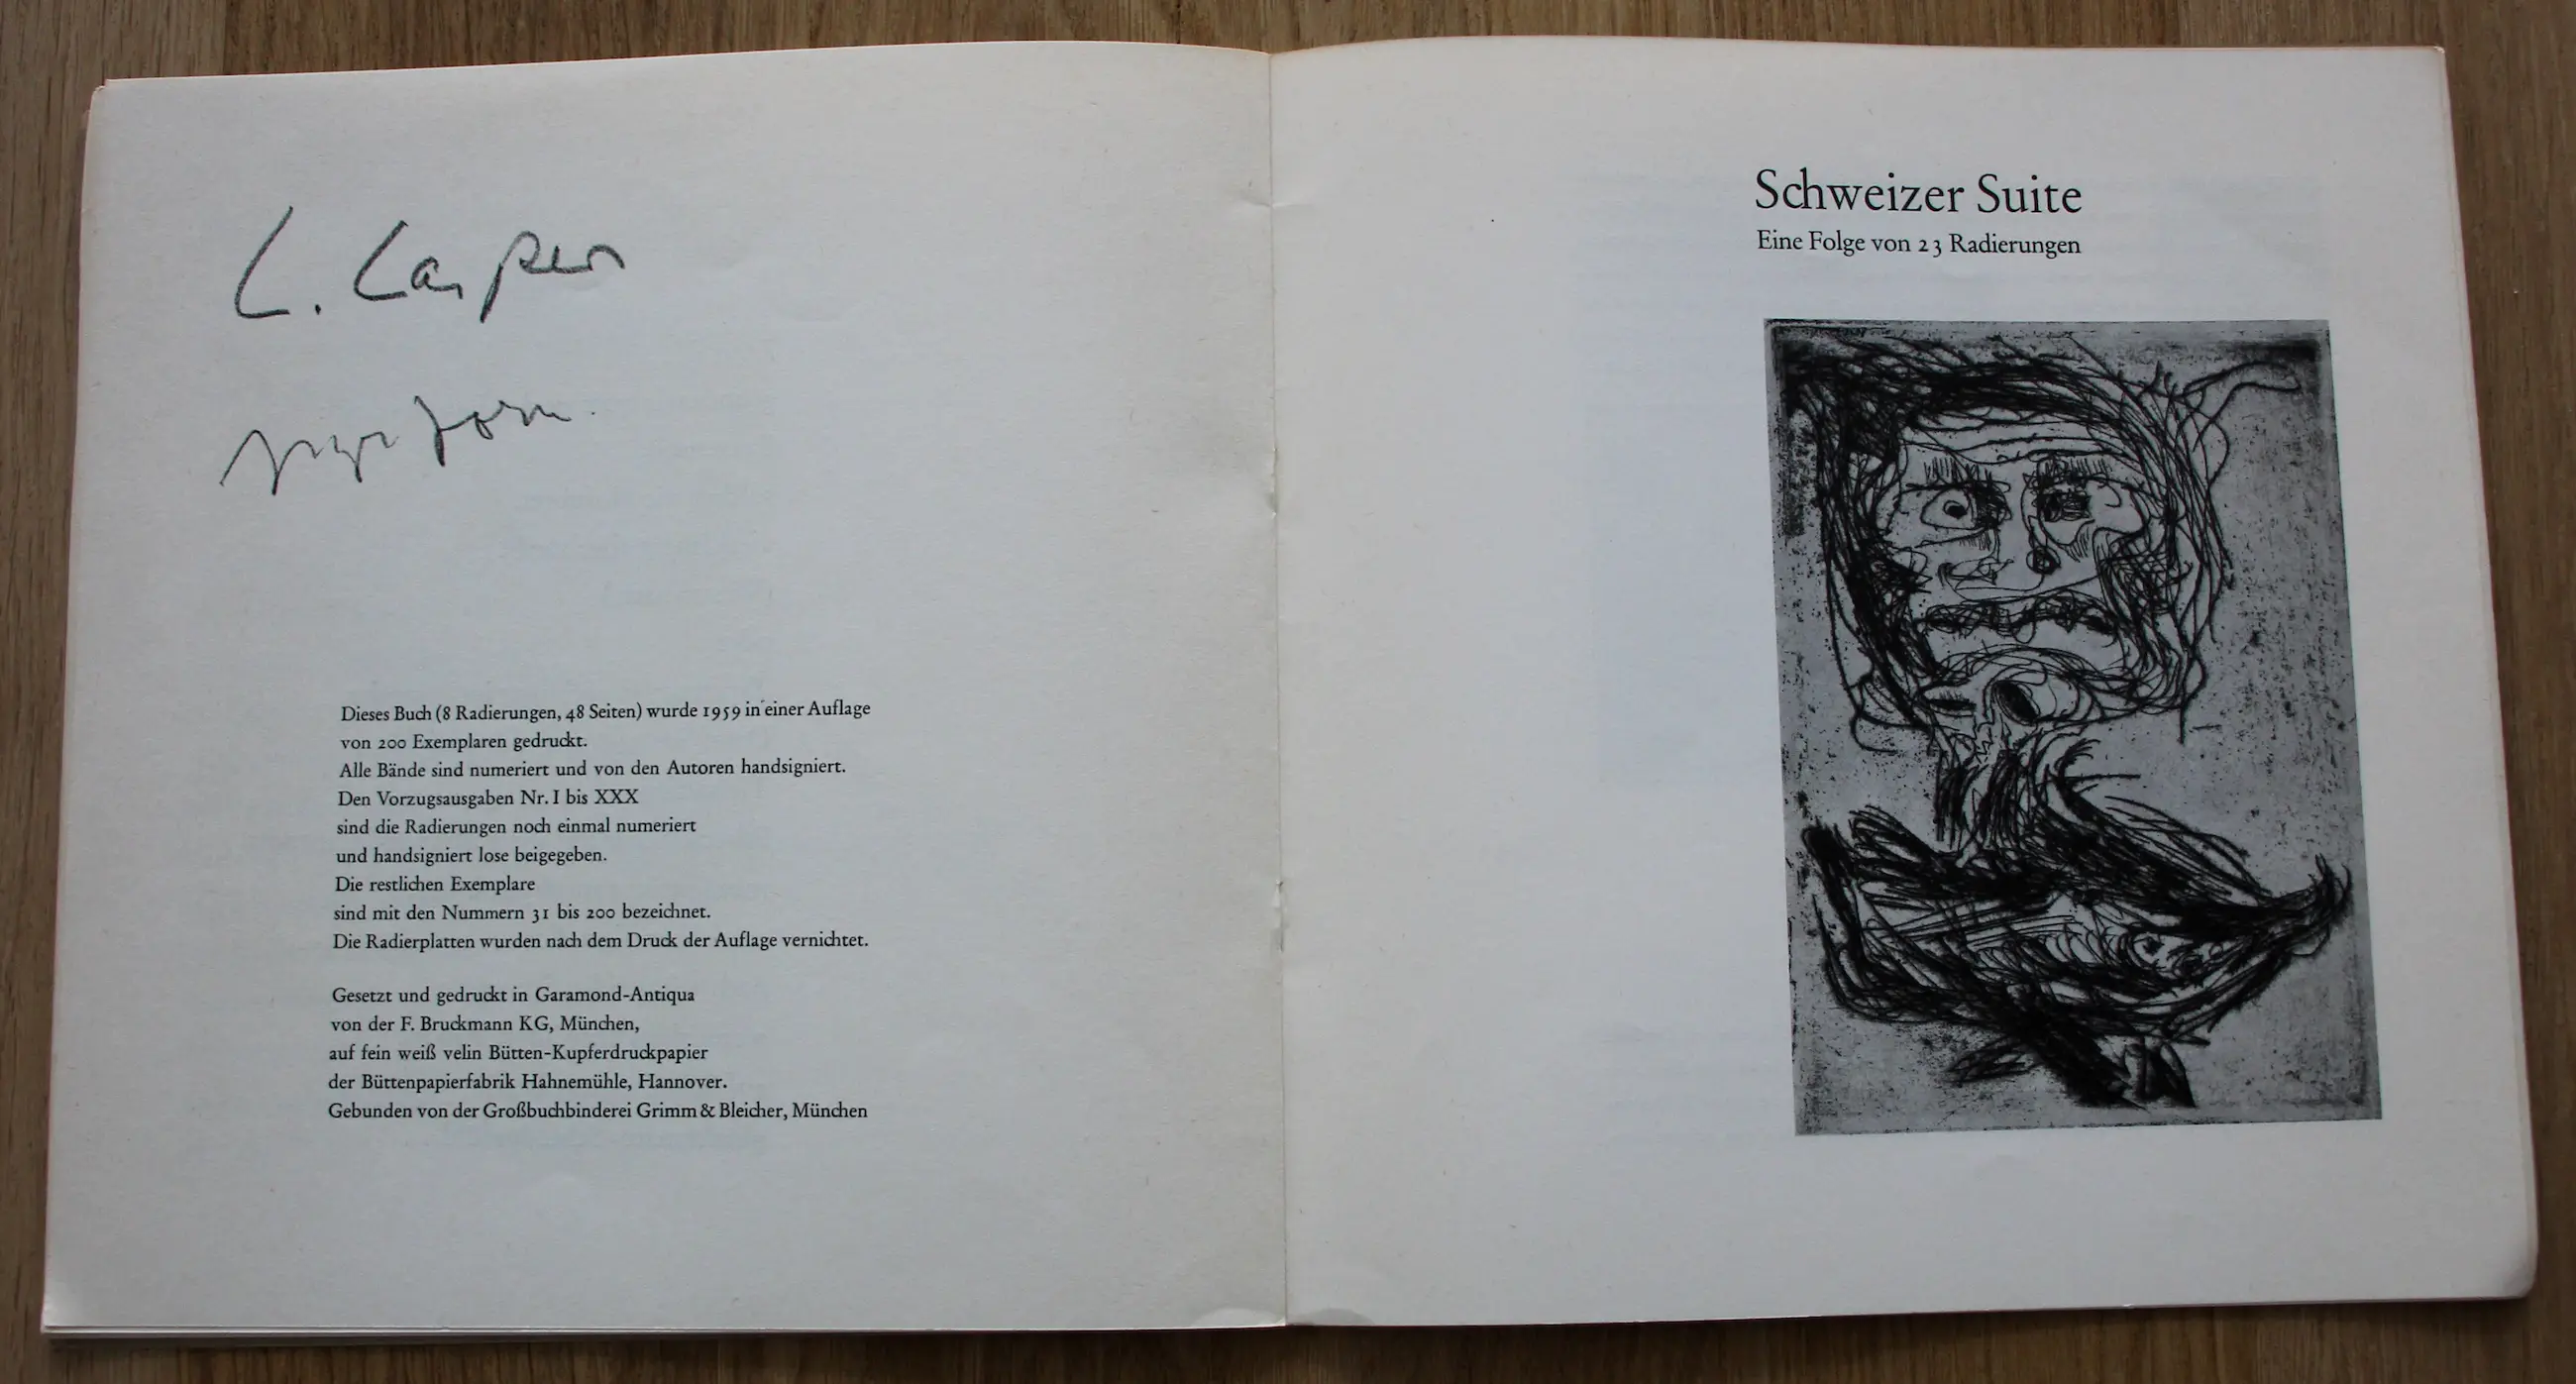 L. Casper
Asger Jorn.
Dieses Buch (8 Radierungen, 48 Seiten) wurde 1959 in einer Auflage
von 200 Exemplaren gedruckt.
Alle Bände sind numeriert und von den Autoren handsigniert.
Den Vorzugsausgaben Nr. I bis XXX
sind die Radierungen noch einmal numeriert
und handsigniert lose beigegeben.
Die restlichen Exemplare
sind mit den Nummern 31 bis 200 bezeichnet.
Die Radierplatten wurden nach dem Druck der Auflage vernichtet.
Gesetzt und gedruckt in Garamond-Antiqua
von der F. Bruckmann KG, München,
auf fein weiß velin Bütten-Kupferdruckpapier
der Büttenpapierfabrik Hahnemühle, Hannover.
Gebunden von der Großbuchbinderei Grimm & Bleicher, München
Schweizer Suite
Eine Folge von 23 Radierungen